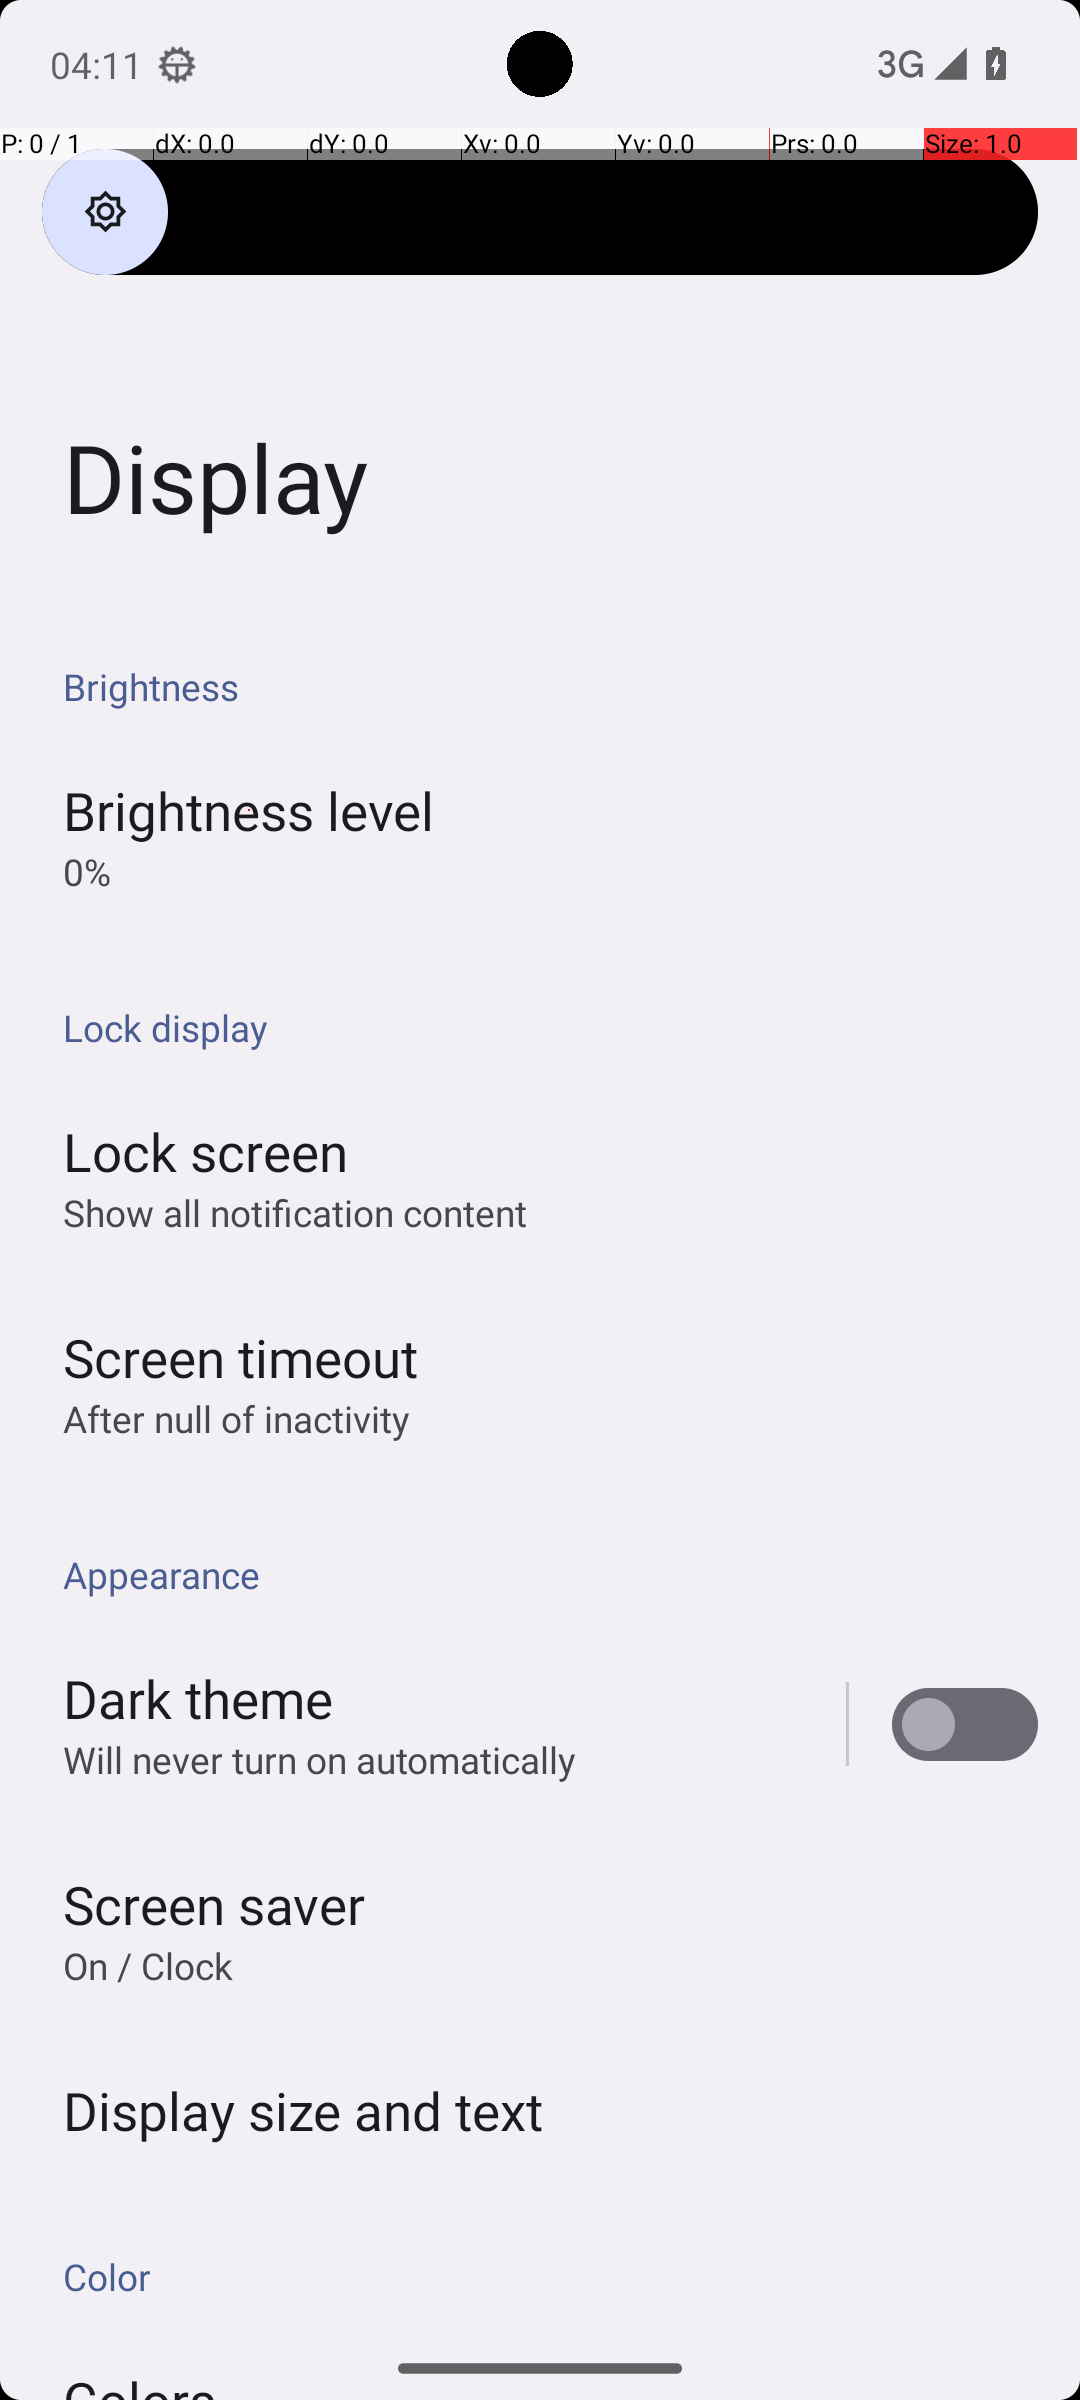 04:11
3G
P: 0 / 1 dX: 0.0 dY: 0.0 Xv: 0.0 Yv: 0.0 Prs: 0.0 Size: 1.0
Display
Brightness
Brightness level
0%
Lock display
Lock screen
Show all notification content
Screen timeout
After null of inactivity
Appearance
Dark theme
Will never turn on automatically
Screen saver
On / Clock
Display size and text
Color
Colors